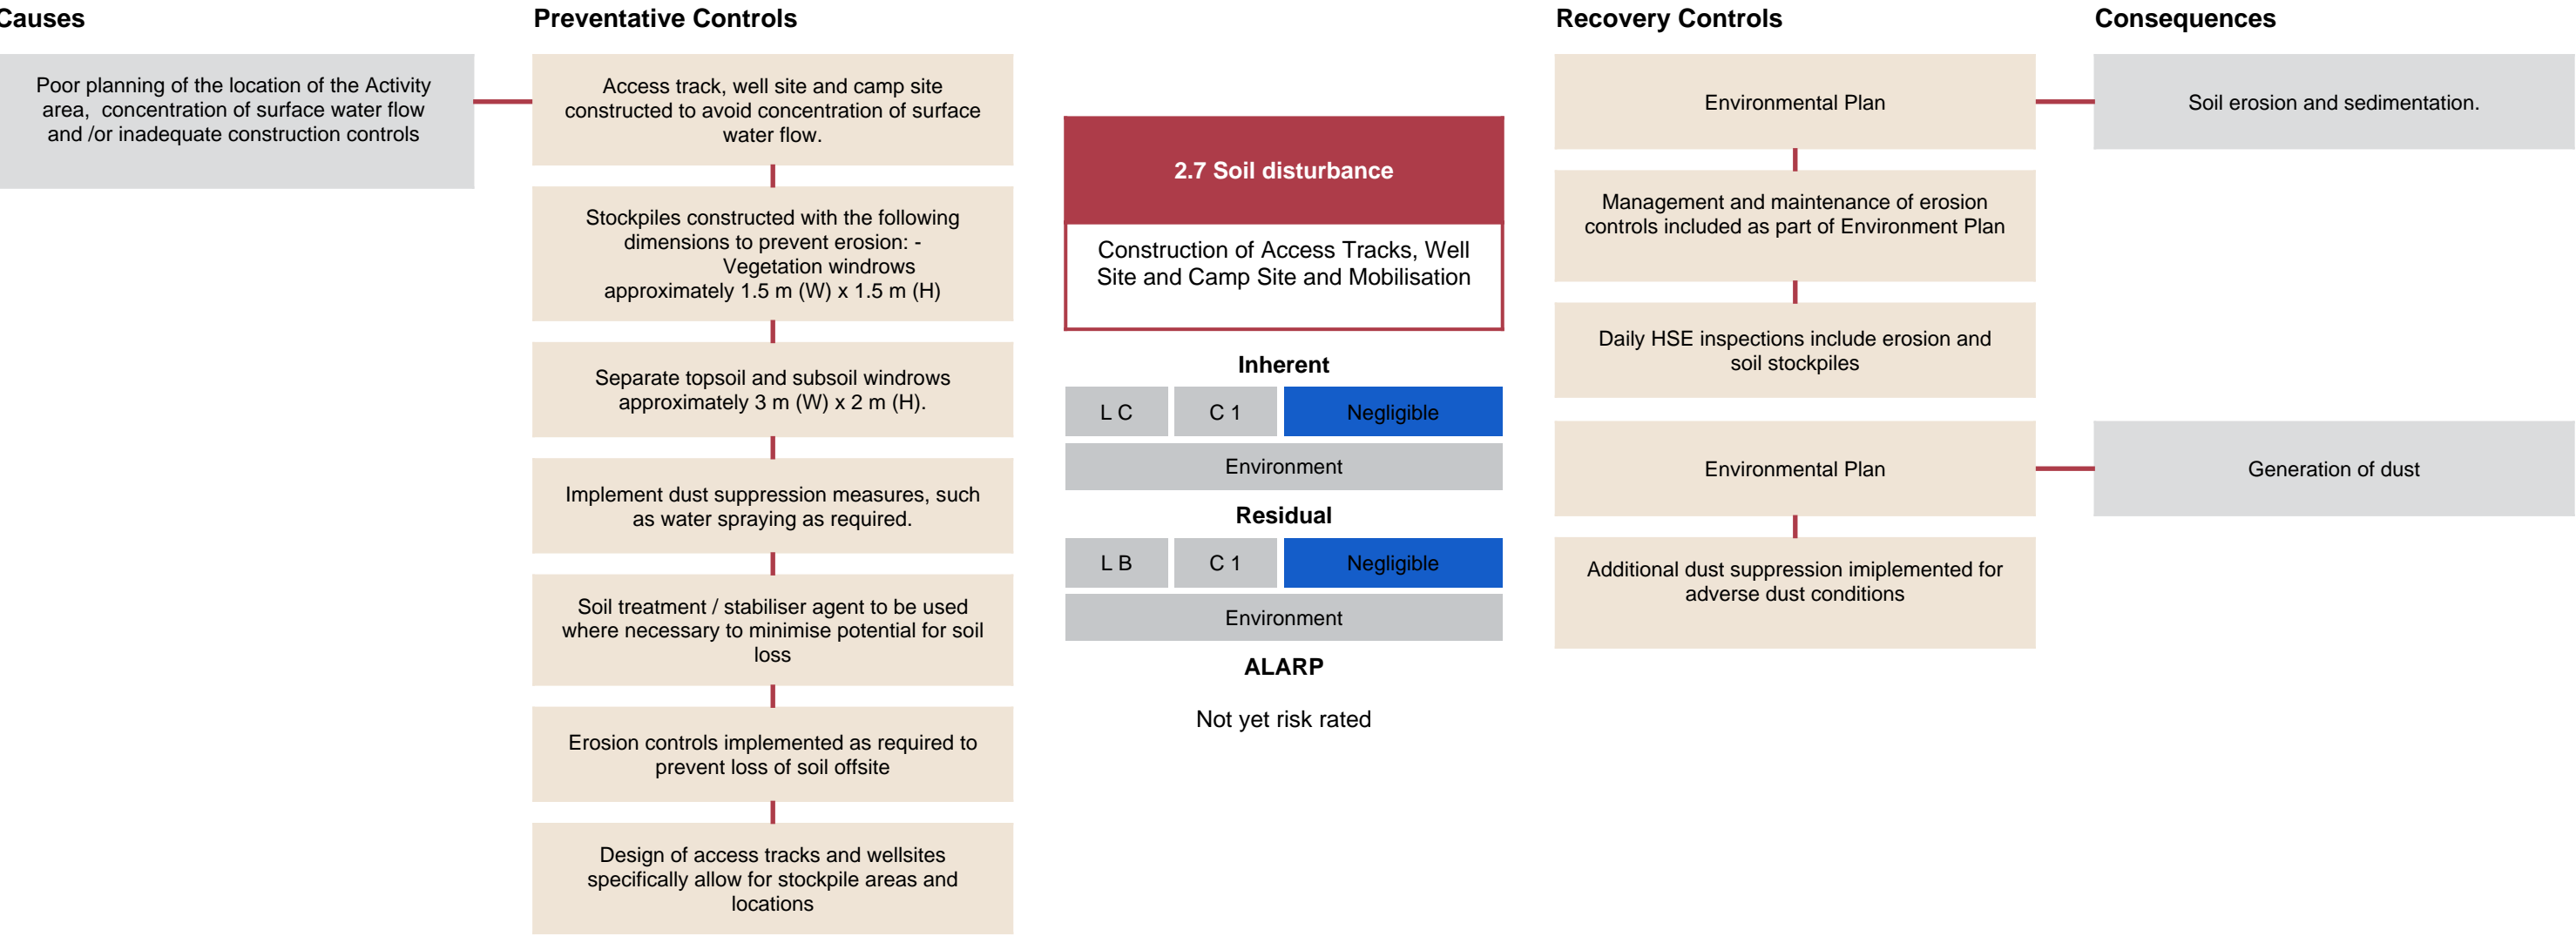 Causes
Poor planning of the location of the Activity
area, concentration of surface water flow
and /or inadequate construction controls
Preventative Controls
Access track, well site and camp site
constructed to avoid concentration of surface
water flow.
Stockpiles constructed with the following
dimensions to prevent erosion: -
Vegetation windrows
approximately 1.5 m (W) x 1.5 m (H)
Separate topsoil and subsoil windrows
approximately 3 m (W) x 2 m (H).
Implement dust suppression measures, such
as water spraying as required.
Soil treatment / stabiliser agent to be used
where necessary to minimise potential for soil
loss
Erosion controls implemented as required to
prevent loss of soil offsite
Design of access tracks and wellsites
specifically allow for stockpile areas and
locations
2.7 Soil disturbance
Construction of Access Tracks, Well
Site and Camp Site and Mobilisation
Inherent
L C
C 1
Negligible
Environment
Residual
L B
C 1
Negligible
Environment
ALARP
Not yet risk rated
Recovery Controls
Environmental Plan
Management and maintenance of erosion
controls included as part of Environment Plan
Daily HSE inspections include erosion and
soil stockpiles
Environmental Plan
Additional dust suppression imiplemented for
adverse dust conditions
Consequences
Soil erosion and sedimentation.
Generation of dust